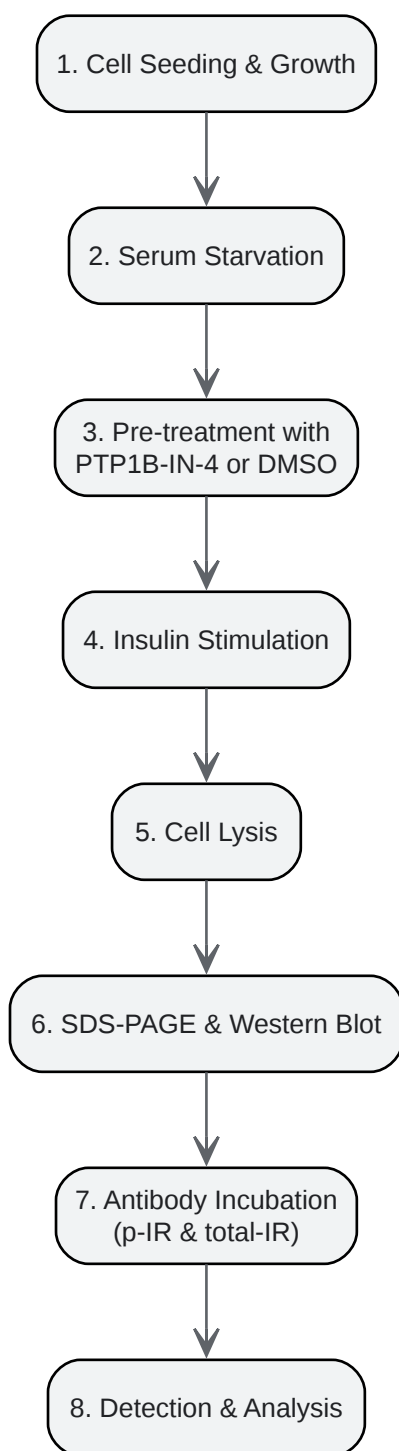 1. Cell Seeding & Growth
2. Serum Starvation
3. Pre-treatment with
PTP1B-IN-4 or DMSO
4. Insulin Stimulation
5. Cell Lysis
6. SDS-PAGE & Western Blot
7. Antibody Incubation
(p-IR & total-IR)
8. Detection & Analysis